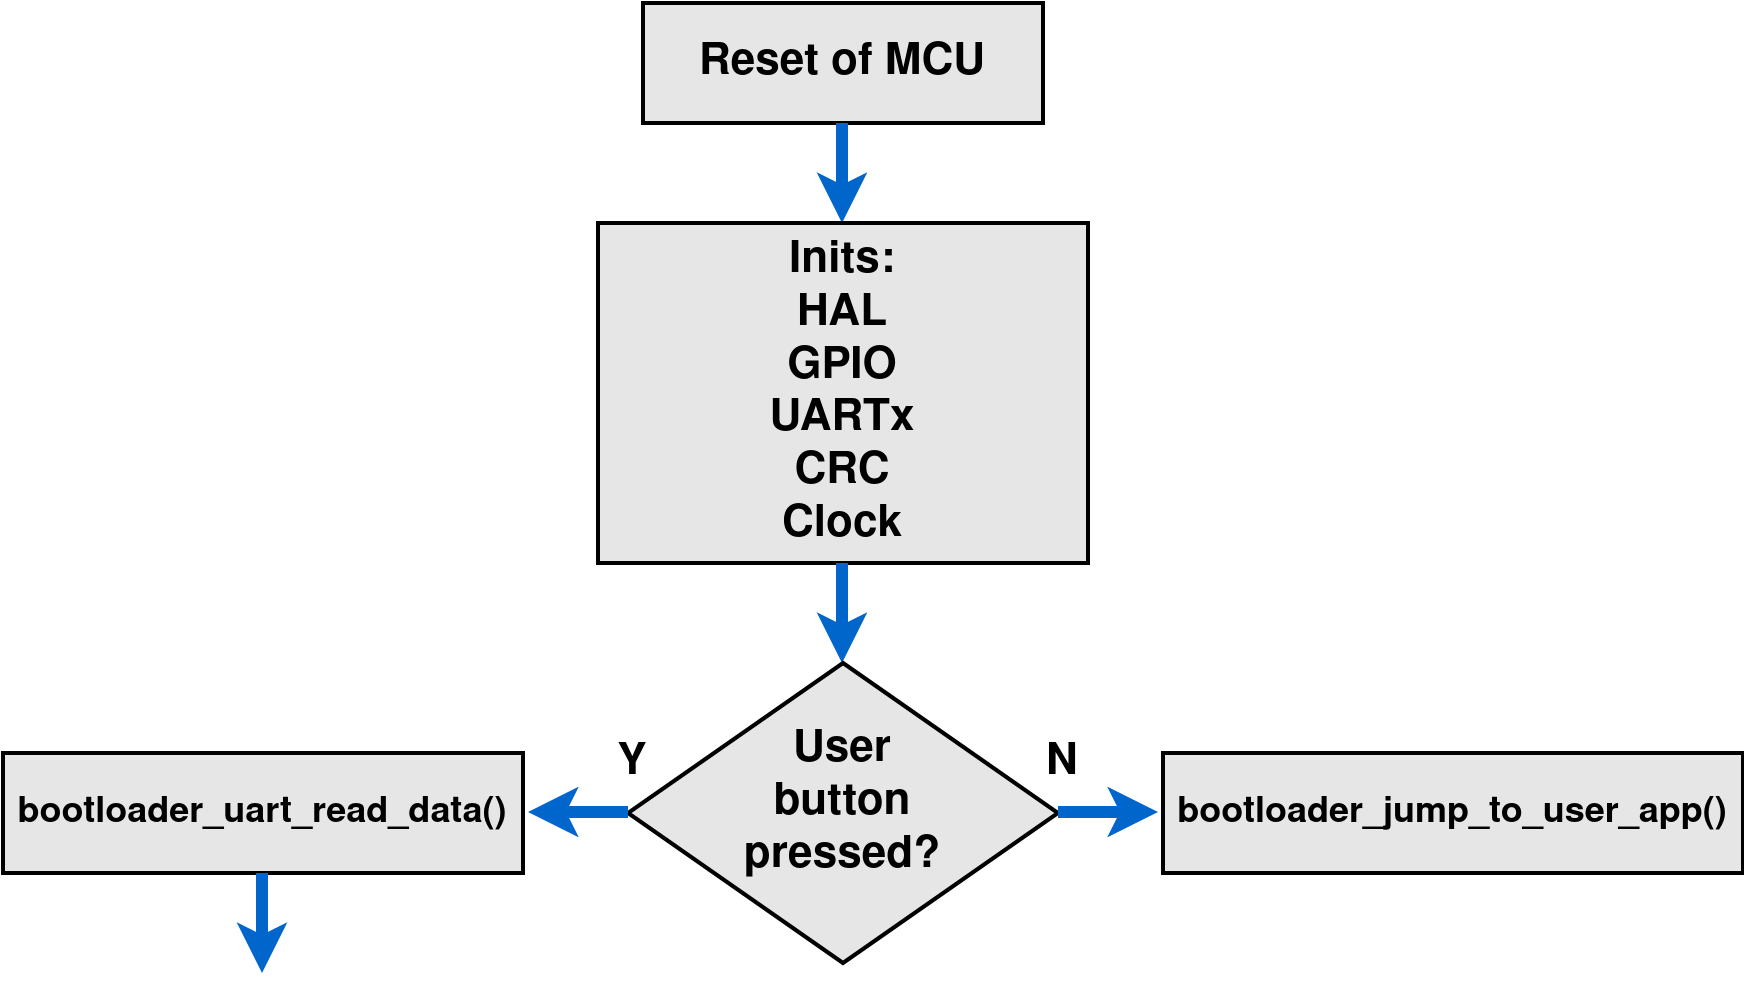 Reset of MCU
Inits:
HAL
GPIO
UARTx
CRC
Clock
User
button
pressed?
Y
N
bootloader_uart_read_data()
bootloader_jump_to_user_app()